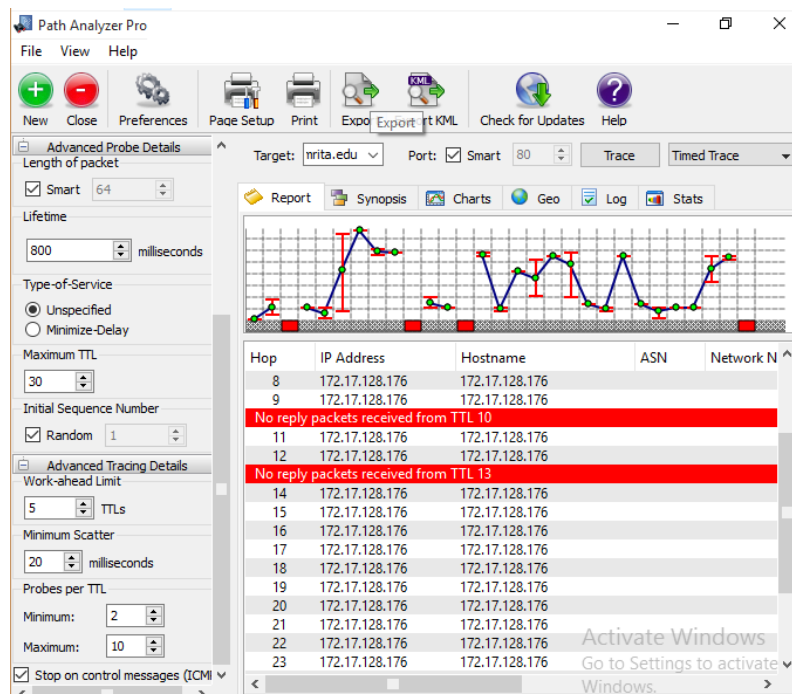 Path Analyzer Pro
File View Help
New Close Preferences Page Setup Print Export KML Check for Updates Help
Export
Advanced Probe Details
Length of packet
Smart 64
Lifetime
800 milliseconds
Type-of-Service
Unspecified
Minimize-Delay
Maximum TTL
30
Initial Sequence Number
Random 1
Advanced Tracing Details
Work-ahead Limit
5 TTLs
Minimum Scatter
20 milliseconds
Probes per TTL
Minimum: 2
Maximum: 10
Stop on control messages (ICMI
Target: nrita.edu Port: Smart 80 Trace Timed Trace
Report Synopsis Charts Geo Log Stats
Hop IP Address Hostname ASN Network N
8 172.17.128.176 172.17.128.176
9 172.17.128.176 172.17.128.176
No reply packets received from TTL 10
11 172.17.128.176 172.17.128.176
12 172.17.128.176 172.17.128.176
No reply packets received from TTL 13
14 172.17.128.176 172.17.128.176
15 172.17.128.176 172.17.128.176
16 172.17.128.176 172.17.128.176
17 172.17.128.176 172.17.128.176
18 172.17.128.176 172.17.128.176
19 172.17.128.176 172.17.128.176
20 172.17.128.176 172.17.128.176
21 172.17.128.176 172.17.128.176
22 172.17.128.176 172.17.128.176
23 172.17.128.176 172.17.128.176
Activate Windows
Go to Settings to activate
Windows.